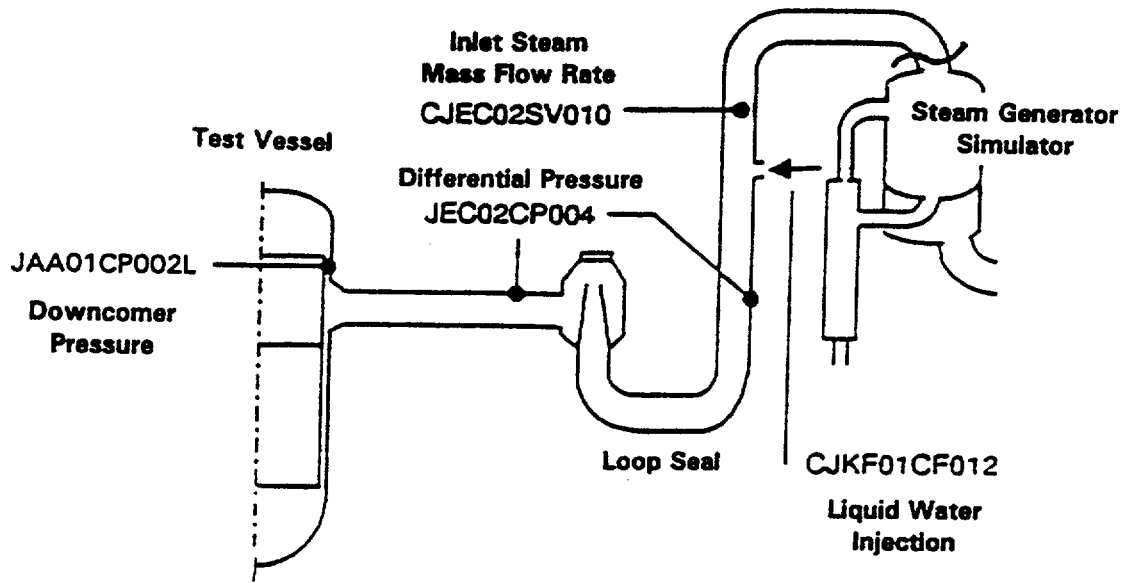 Inlet Steam
Mass Flow Rate
CJEC02SV010
Steam Generator
Simulator
Test Vessel
Differential Pressure
JEC02CP004
JAA01CP002L
Downcomer
Pressure
Loop Seal
CJKF01CF012
Liquid Water
Injection